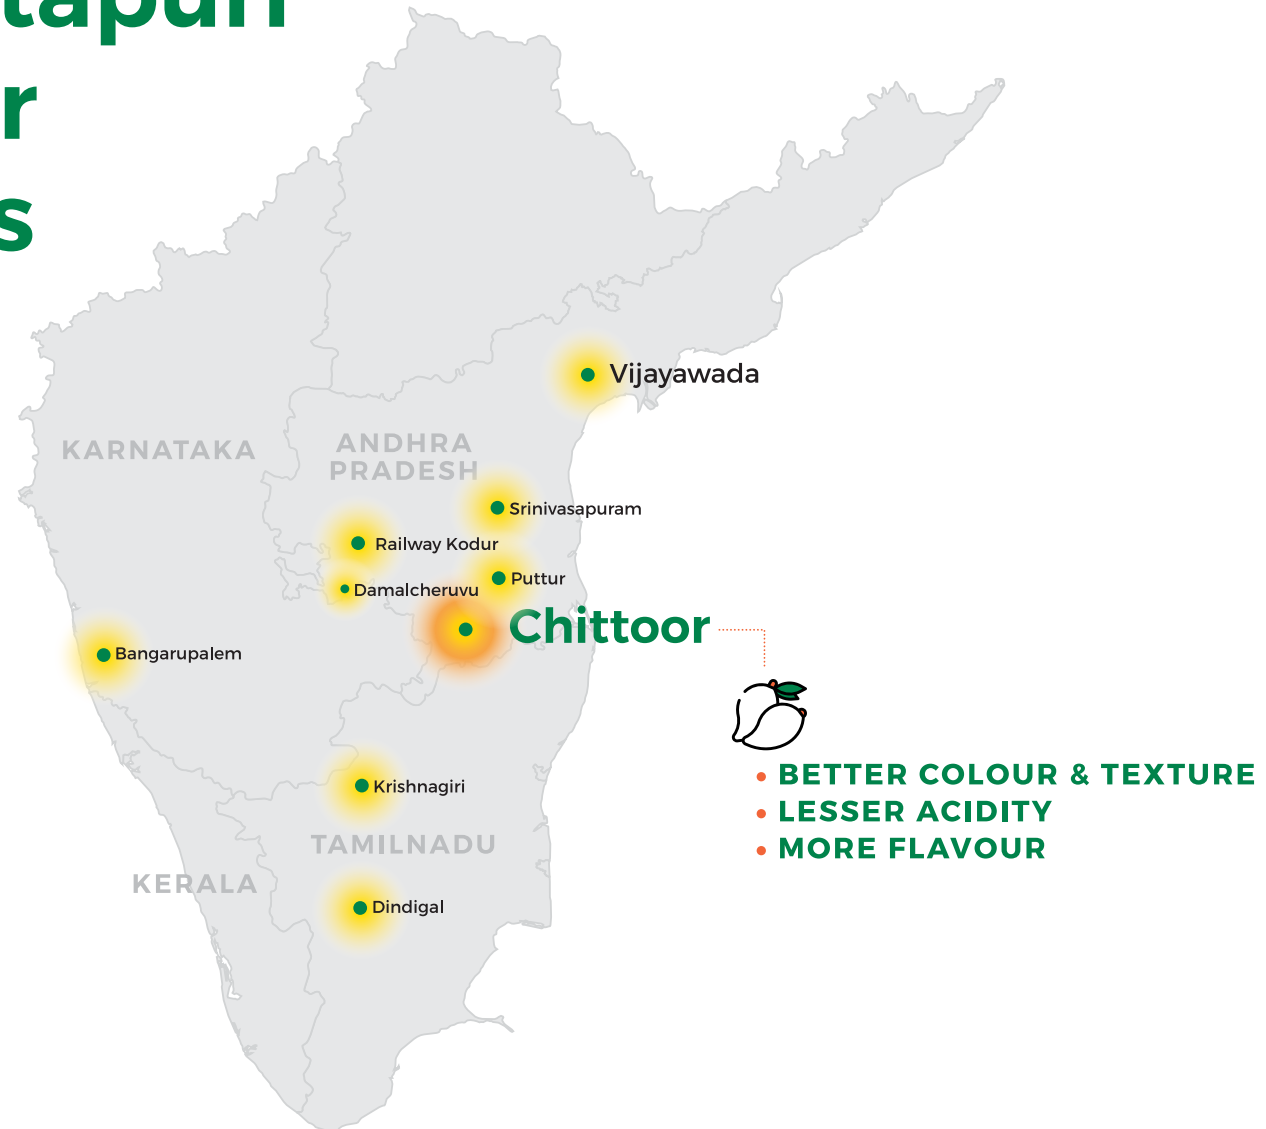 tapuri
r
s
Vijayawada
KARNATAKA
ANDHRA
PRADESH
Srinivasapuram
Railway Kodur
Puttur
Damalcheruvu
Chittoor
Bangarupalem
• BETTER COLOUR & TEXTURE
• LESSER ACIDITY
• MORE FLAVOUR
Krishnagiri
TAMILNADU
KERALA
Dindigal